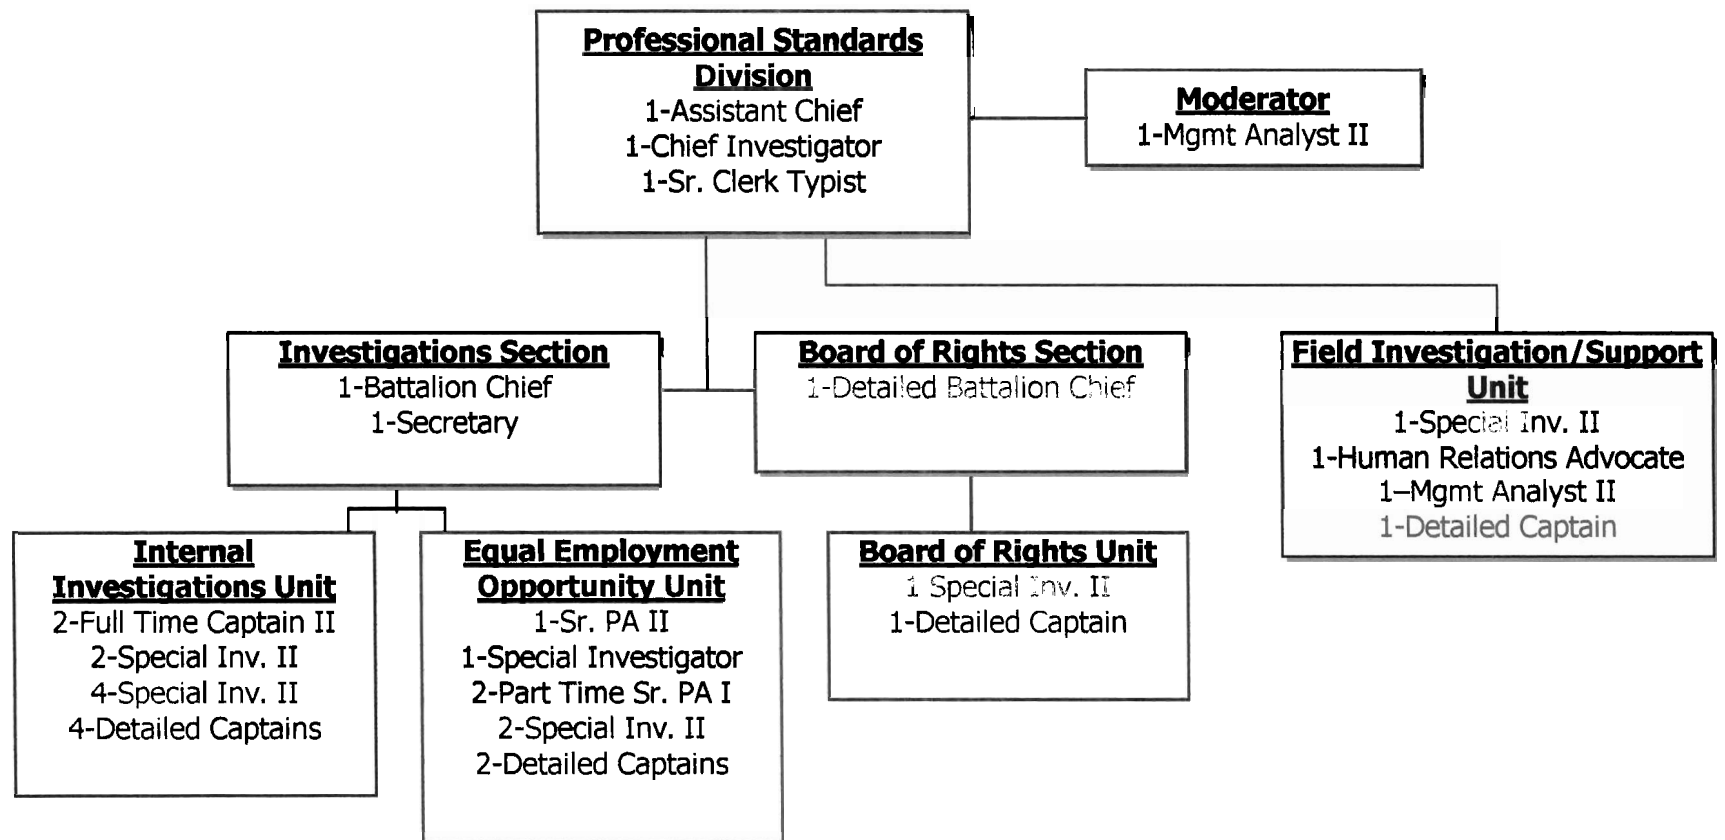 Professional Standards
Division
1-Assistant Chief
1-Chief Investigator
1-Sr. Clerk Typist
Moderator
1-Mgmt Analyst II
Investigations Section
1-Battalion Chief
1-Secretary
Board of Rights Section
1-Detailed Battalion Chief
Field Investigation/Support
Unit
1-Special Inv. II
1-Human Relations Advocate
1–Mgmt Analyst II
1-Detailed Captain
Internal
Investigations Unit
2-Full Time Captain II
2-Special Inv. II
4-Special Inv. II
4-Detailed Captains
Equal Employment
Opportunity Unit
1-Sr. PA II
1-Special Investigator
2-Part Time Sr. PA I
2-Special Inv. II
2-Detailed Captains
Board of Rights Unit
1 Special Inv. II
1-Detailed Captain